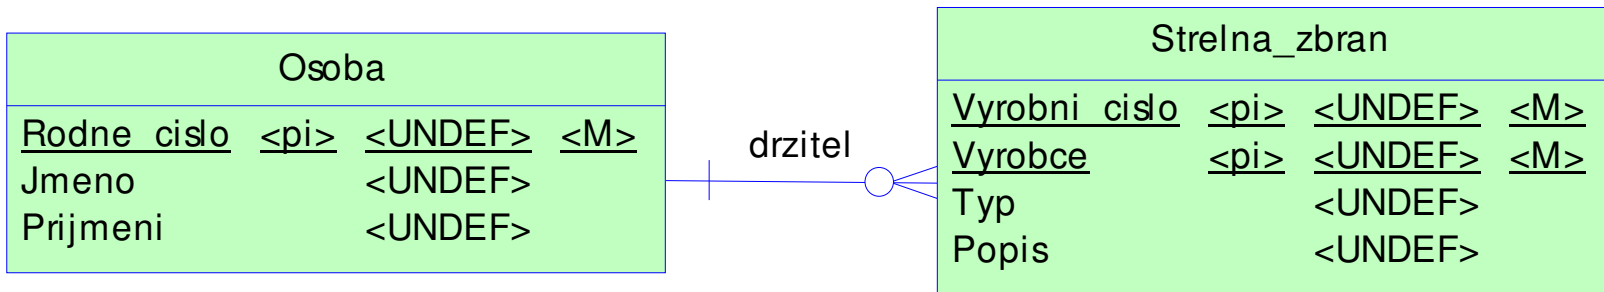 Osoba
Rodne_cislo <pi> <UNDEF> <M>
Jmeno <UNDEF>
Prijmeni <UNDEF>
drzitel
Strelna_zbran
Vyrobni_cislo <pi> <UNDEF> <M>
Vyrobce <pi> <UNDEF> <M>
Typ <UNDEF>
Popis <UNDEF>